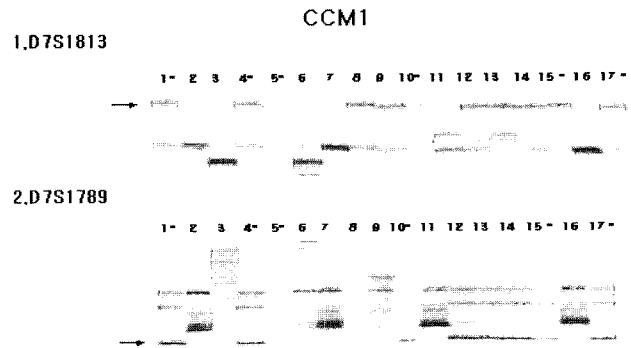 CCM1
1,D7S1813
1- 2 3 4- 5- 6 7 8 9 10- 11 12 13 14 15- 16 17-
2,D7S1789
1- 2 3 4- 5- 6 7 8 9 10- 11 12 13 14 15- 16 17-